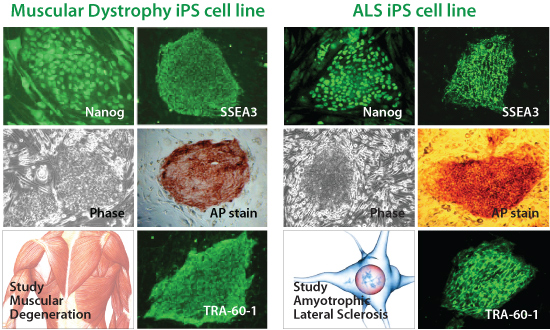 Muscular Dystrophy iPS cell line
Nanog
SSEA3
Phase
AP stain
Study
Muscular
Degeneration
TRA-60-1
ALS iPS cell line
Nanog
SSEA3
Phase
AP stain
Study
Amyotrophic
Lateral Sclerosis
TRA-60-1